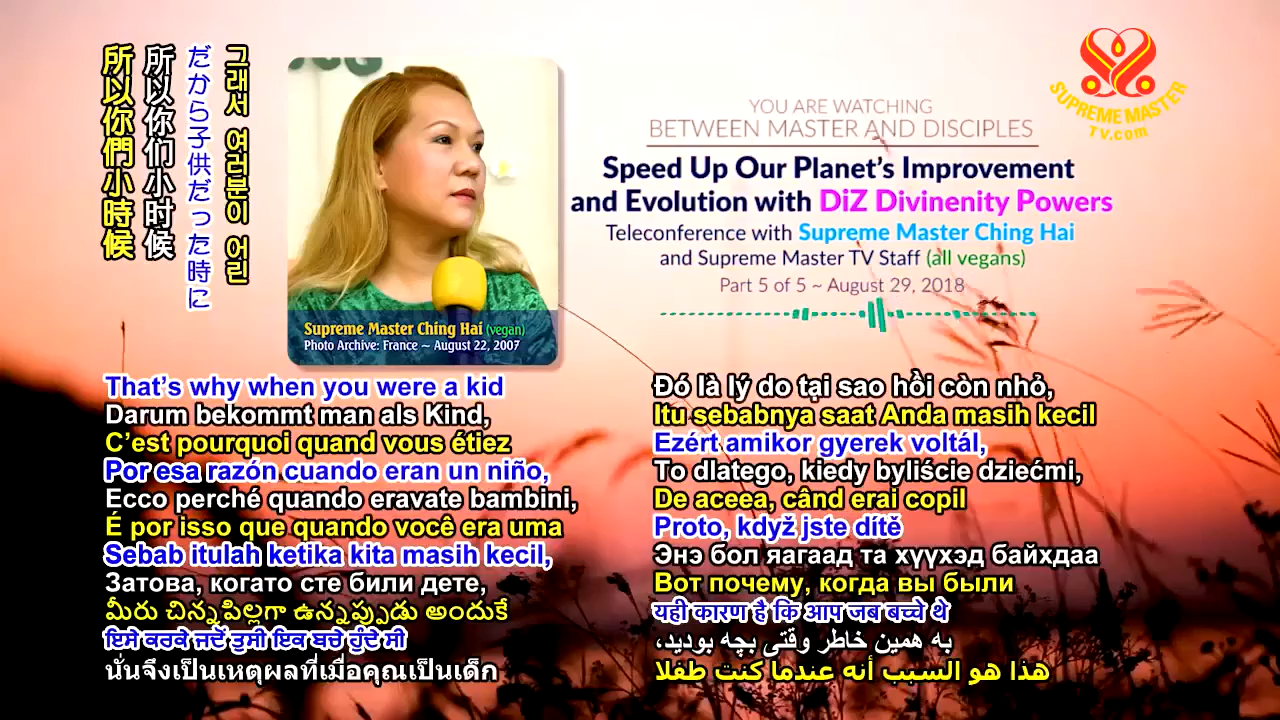 所以你們小時候
所以你们小时候
だから子供だった時に
그래서 여러분이 어린
Supreme Master Ching Hai (vegan)
Photo Archive: France ~ August 22, 2007
YOU ARE WATCHING
BETWEEN MASTER AND DISCIPLES
Speed Up Our Planet’s Improvement
and Evolution with DiZ Divinenity Powers
Teleconference with Supreme Master Ching Hai
and Supreme Master TV Staff (all vegans)
Part 5 of 5 ~ August 29, 2018
SUPREME MASTER
TV.com
That’s why when you were a kid
Darum bekommt man als Kind,
C’est pourquoi quand vous étiez
Por esa razón cuando eran un niño,
Ecco perché quando eravate bambini,
É por isso que quando você era uma
Sebab itulah ketika kita masih kecil,
Затова, когато сте били дете,
మీరు చిన్నపిల్లగా ఉన్నప్పుడు అందుకే
ਇਸੇ ਕਰਕੇ ਜਦੋਂ ਤੁਸੀ ਇਕ ਬਚੇ ਹੁੰਦੇ ਸੀ
นั่นจึงเป็นเหตุผลที่เมื่อคุณเป็นเด็ก
Đó là lý do tại sao hồi còn nhỏ,
Itu sebabnya saat Anda masih kecil
Ezért amikor gyerek voltál,
To dlatego, kiedy byliście dziećmi,
De aceea, când erai copil
Proto, když jste dítě
Энэ бол яагаад та хүүхэд байхдаа
Вот почему, когда вы были
यही कारण है कि आप जब बच्चे थे
به همین خاطر وقتی بچه بودید،
هذا هو السبب أنه عندما كنت طفلا